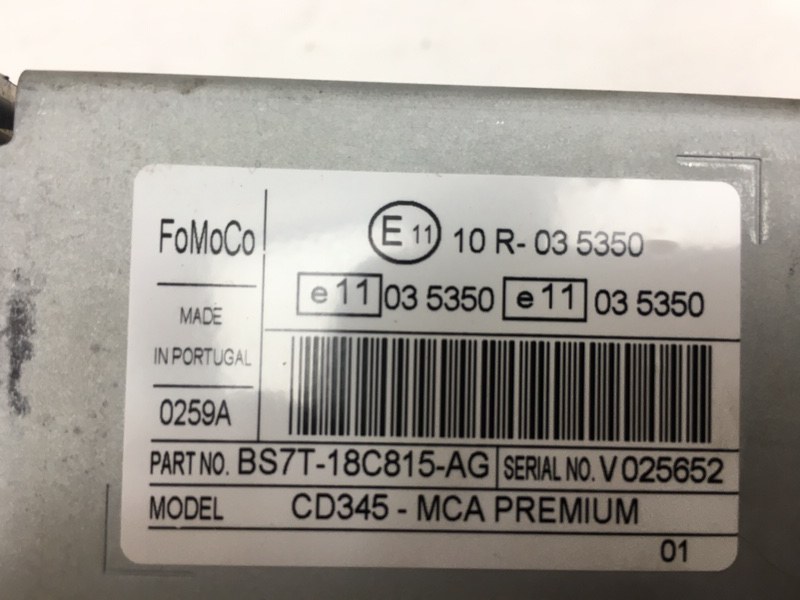 FoMoCo
E 11 10 R- 03 5350
e 11 03 5350 e 11 03 5350
MADE
IN PORTUGAL
0259A
PART NO. BS7T-18C815-AG SERIAL NO. V 025652
MODEL CD345 - MCA PREMIUM
01